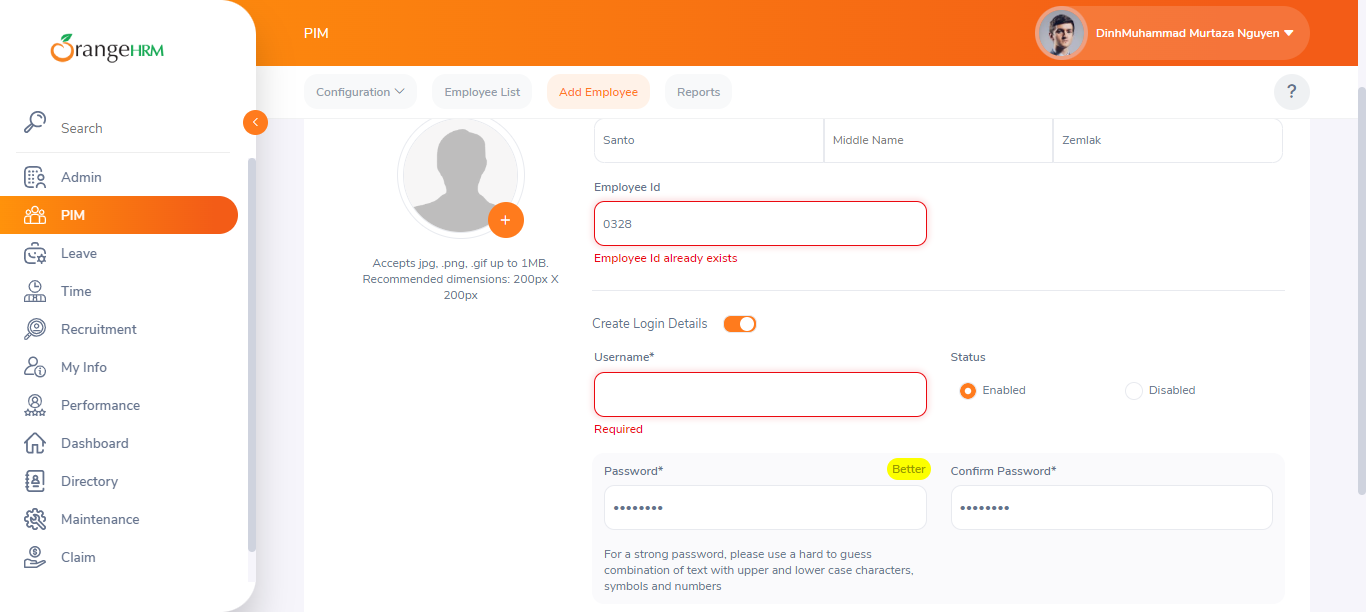 OrangeHRM
PIM
DinhMuhammad Murtaza Nguyen
Configuration
Employee List
Add Employee
Reports
?
Search
Admin
PIM
Leave
Time
Recruitment
My Info
Performance
Dashboard
Directory
Maintenance
Claim
Accepts jpg, .png, .gif up to 1MB.
Recommended dimensions: 200px X
200px
Santo
Middle Name
Zemlak
Employee Id
0328
Employee Id already exists
Create Login Details
Username*
Required
Status
Enabled
Disabled
Password*
Better
••••••••
Confirm Password*
••••••••
For a strong password, please use a hard to guess
combination of text with upper and lower case characters,
symbols and numbers